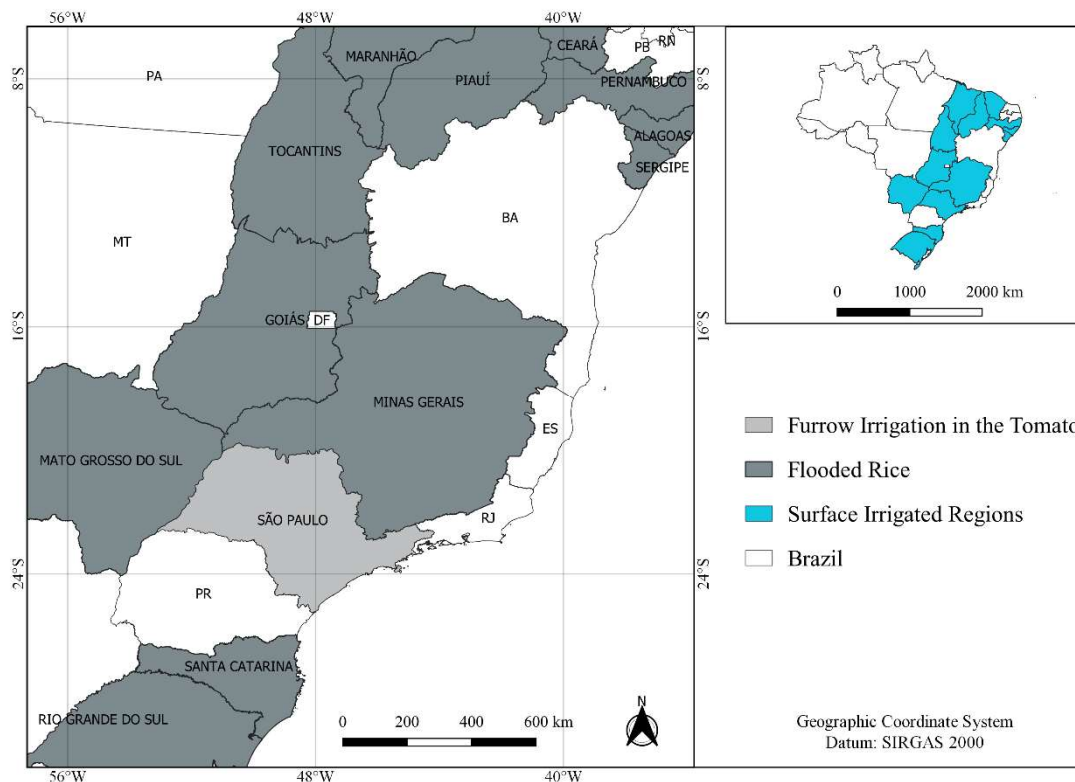 56°W 48°W 40°W
MARANHÃO
CEARÁ
PB
RN
PA
8°S
PIAUÍ
PERNAMBUCO
8°S
ALAGOAS
TOCANTINS
SERGIPE
BA
MT
GOIÁS
DF
16°S
16°S
MINAS GERAIS
ES
MATO GROSSO DO SUL
SÃO PAULO
RJ
24°S
24°S
PR
SANTA CATARINA
RIO GRANDE DO SUL
0 200 400 600 km
N
56°W 48°W 40°W
0 1000 2000 km
Furrow Irrigation in the Tomato
Flooded Rice
Surface Irrigated Regions
Brazil
Geographic Coordinate System
Datum: SIRGAS 2000